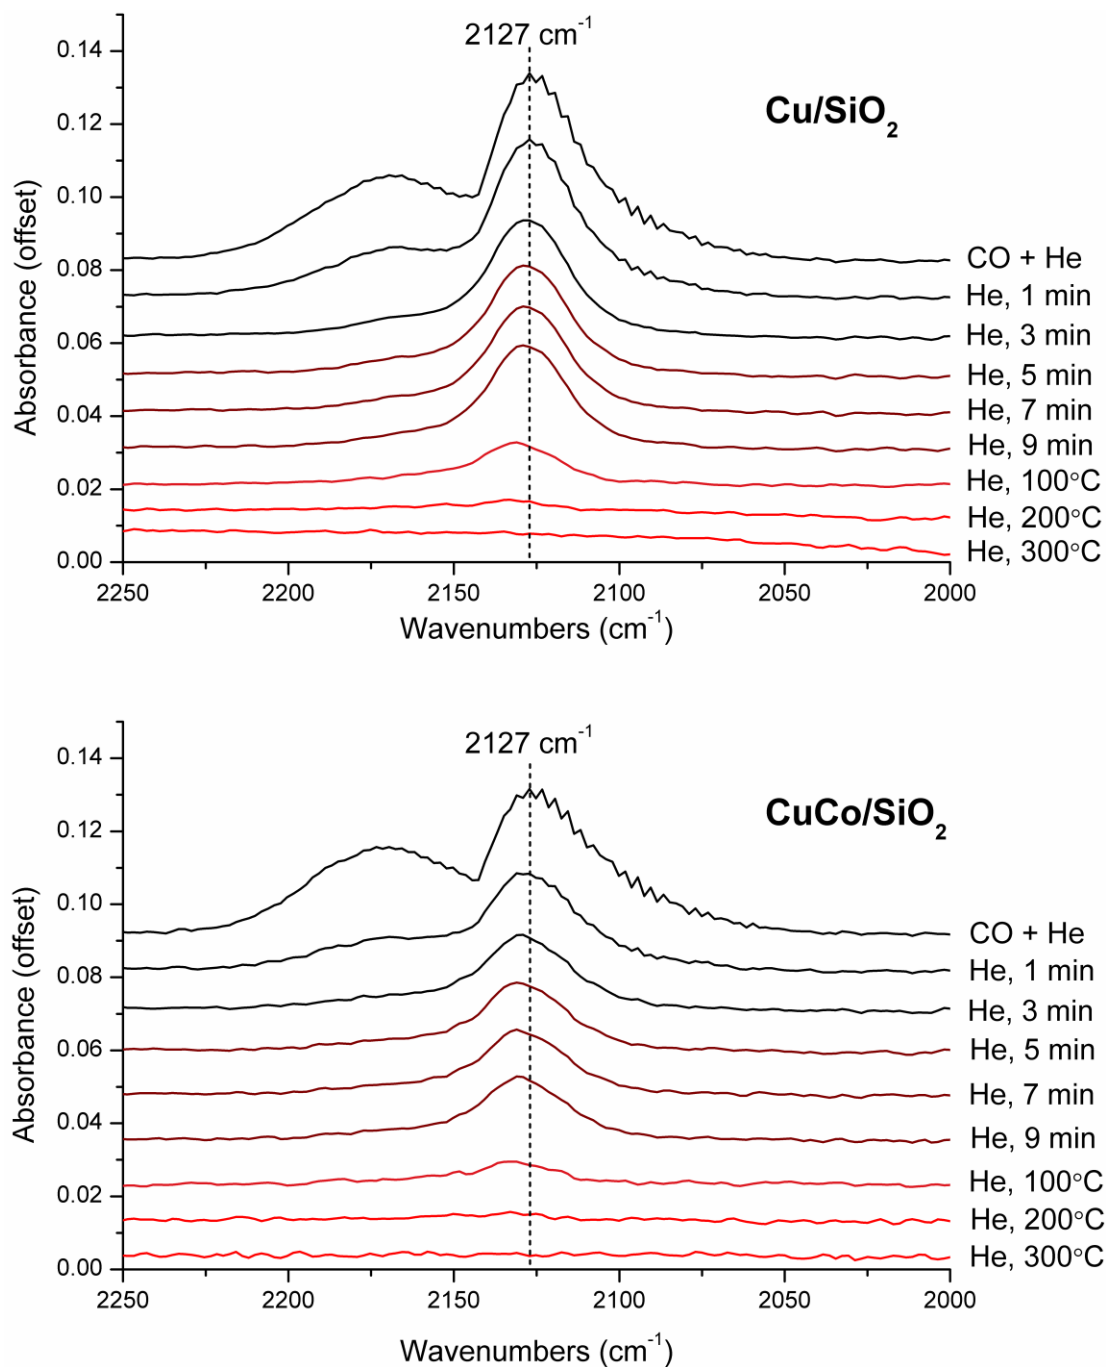 2127 cm⁻¹
Cu/SiO₂
0.14
0.12
0.10
0.08
0.06
0.04
0.02
0.00
Absorbance (offset)
CO + He
He, 1 min
He, 3 min
He, 5 min
He, 7 min
He, 9 min
He, 100°C
He, 200°C
He, 300°C
2250 2200 2150 2100 2050 2000
Wavenumbers (cm⁻¹)
2127 cm⁻¹
CuCo/SiO₂
0.14
0.12
0.10
0.08
0.06
0.04
0.02
0.00
Absorbance (offset)
CO + He
He, 1 min
He, 3 min
He, 5 min
He, 7 min
He, 9 min
He, 100°C
He, 200°C
He, 300°C
2250 2200 2150 2100 2050 2000
Wavenumbers (cm⁻¹)